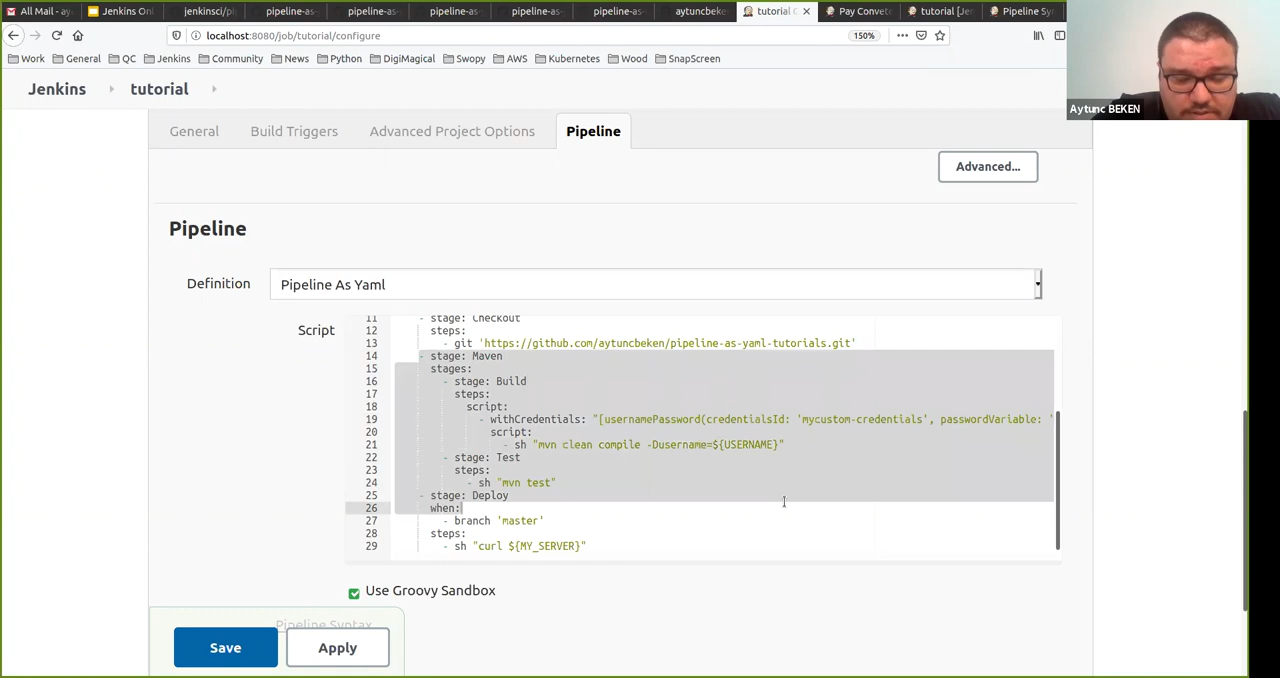 All Mail - ay
Jenkins Onl
jenkinsci/pi
pipeline-as-
pipeline-as-
pipeline-as-
pipeline-as-
pipeline-as-
aytuncbeke
tutorial C
Pay Convete
tutorial [Je
Pipeline Sy
localhost:8080/job/tutorial/configure
150%
Work General QC Jenkins Community News Python DigiMagical Swopy AWS Kubernetes Wood SnapScreen
Aytunc BEKEN
Jenkins tutorial
General Build Triggers Advanced Project Options Pipeline
Advanced...
Pipeline
Definition Pipeline As Yaml
Script
11 - stage: Checkout
12 steps:
13 - git 'https://github.com/aytuncbeken/pipeline-as-yaml-tutorials.git'
14 - stage: Maven
15 stages:
16 - stage: Build
17 steps:
18 script:
19 - withCredentials: "[usernamePassword(credentialsId: 'mycustom-credentials', passwordVariable: '
20 script:
21 - sh "mvn clean compile -Dusername=${USERNAME}"
22 - stage: Test
23 steps:
24 - sh "mvn test"
25 - stage: Deploy
26 when:
27 - branch 'master'
28 steps:
29 - sh "curl ${MY_SERVER}"
Use Groovy Sandbox
Pipeline Syntax
Save Apply